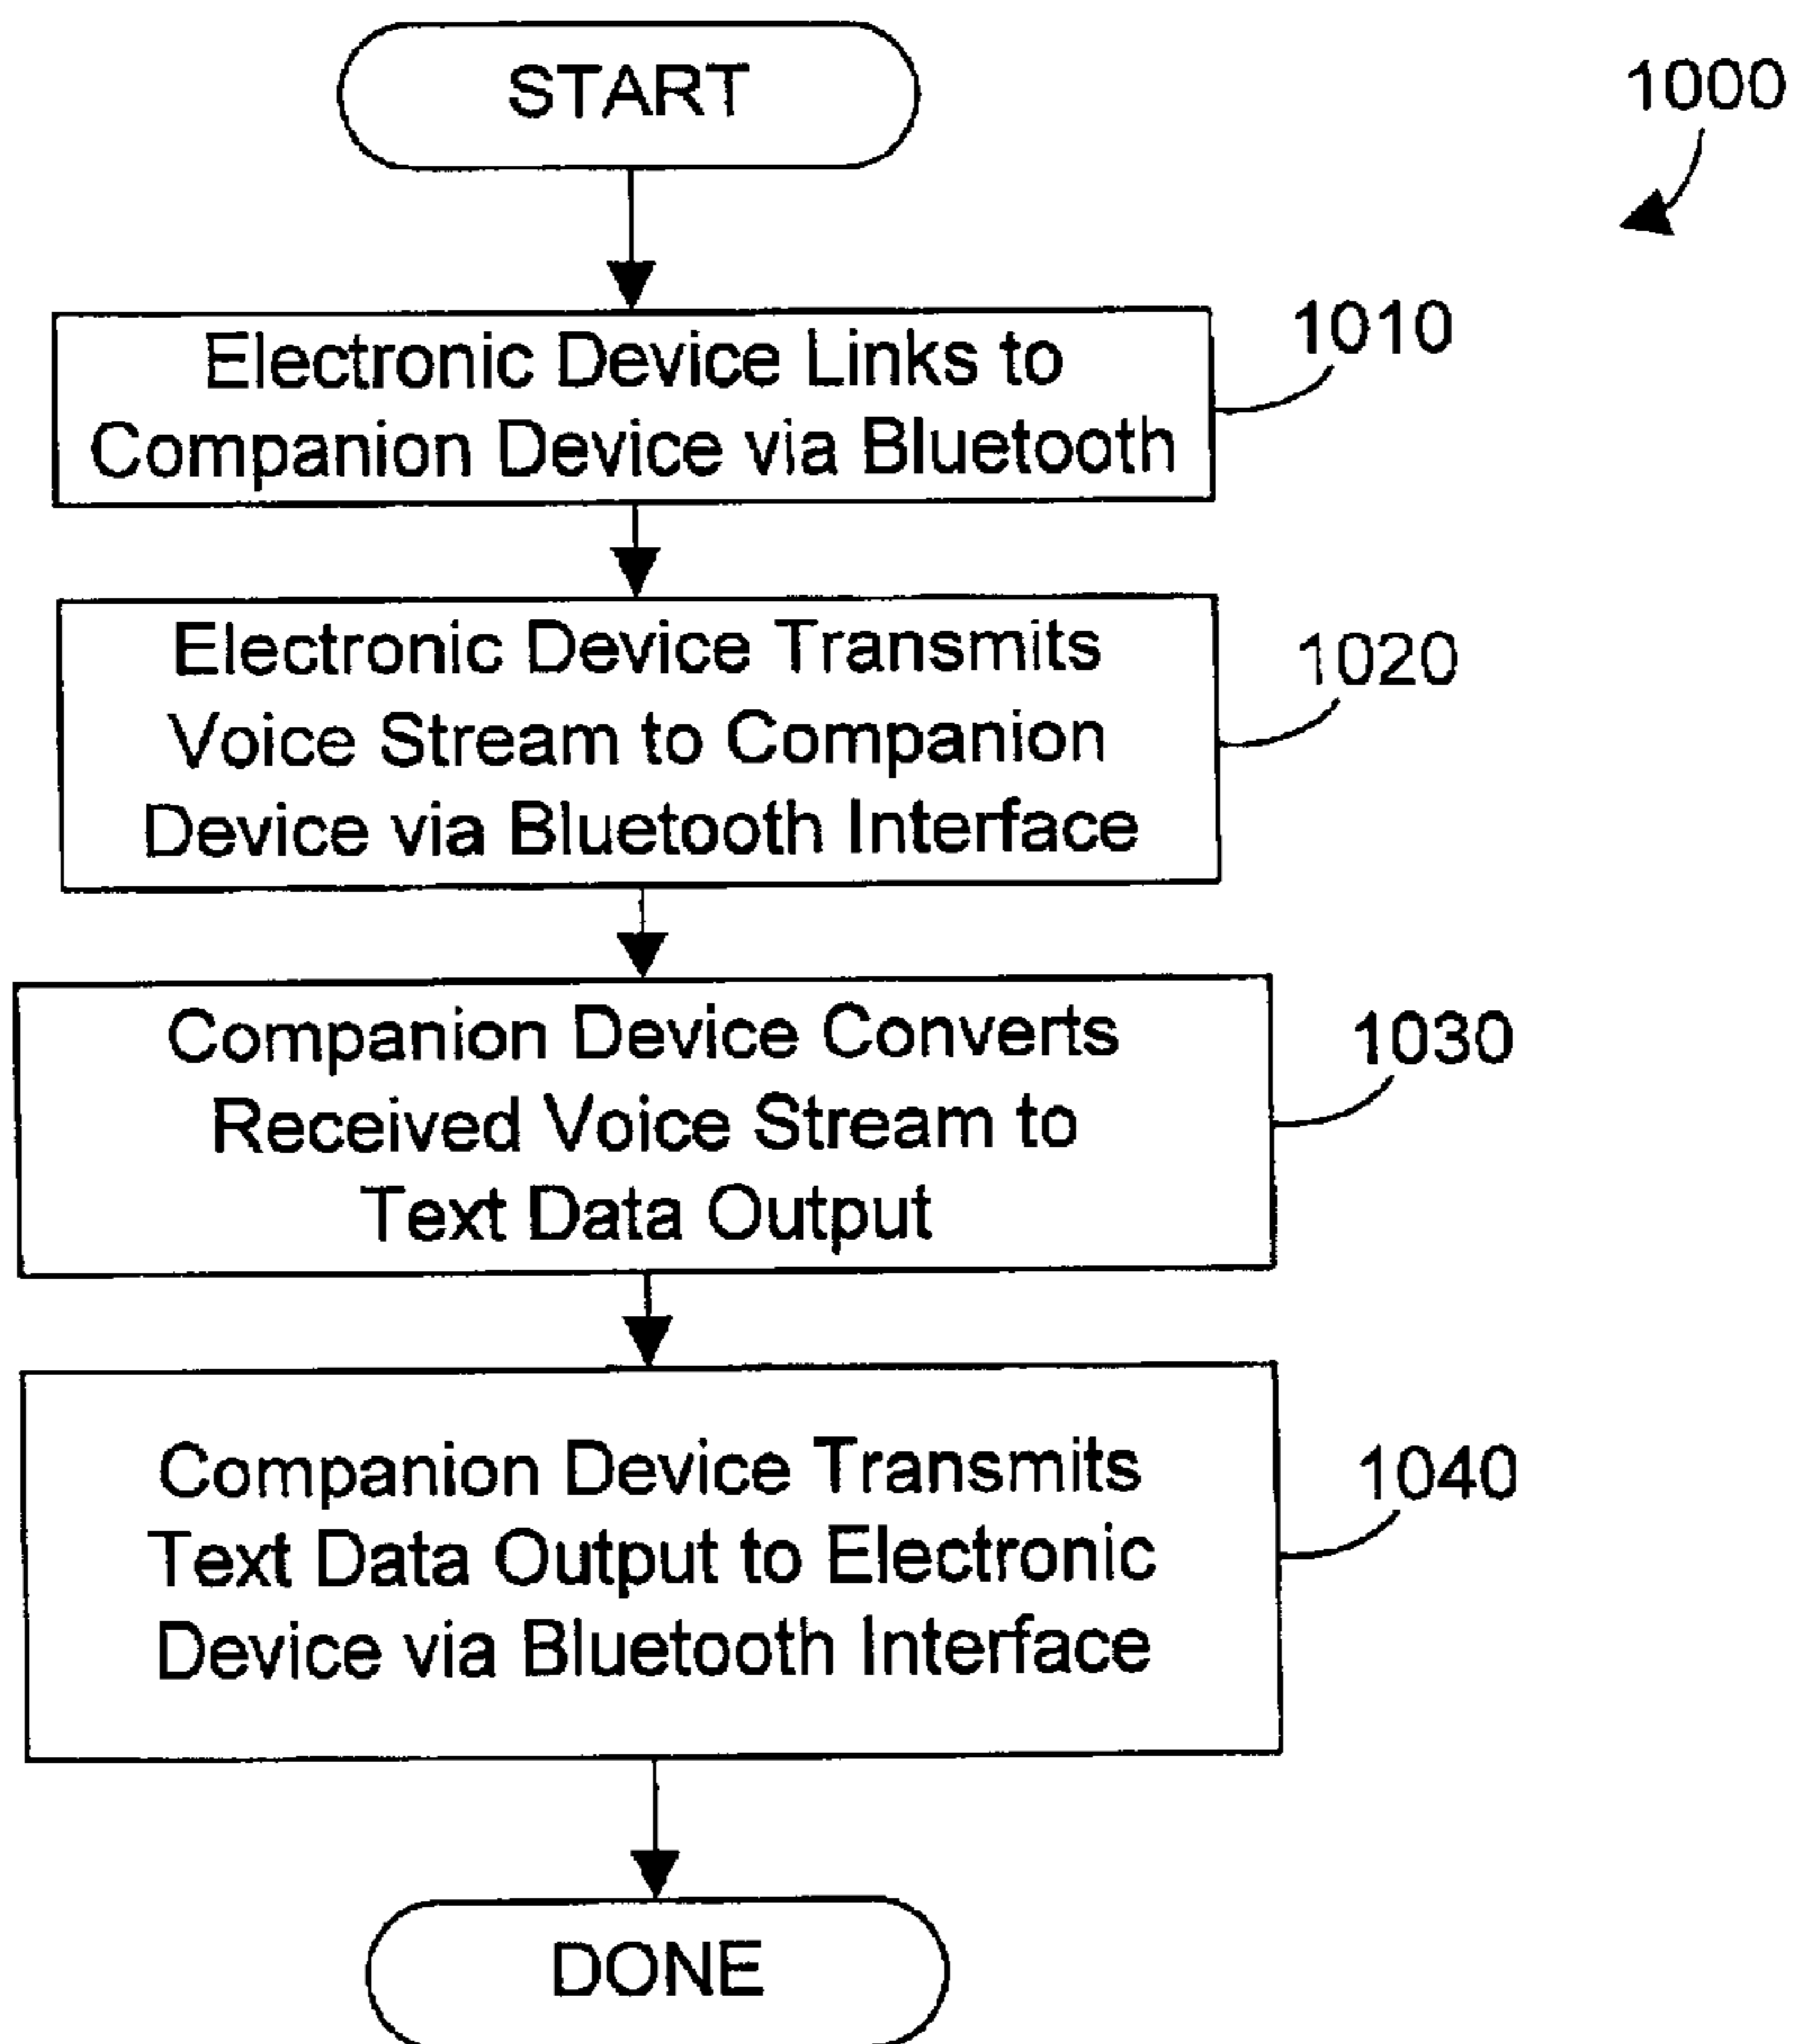 START
1000
Electronic Device Links to
Companion Device via Bluetooth
1010
Electronic Device Transmits
Voice Stream to Companion
Device via Bluetooth Interface
1020
Companion Device Converts
Received Voice Stream to
Text Data Output
1030
Companion Device Transmits
Text Data Output to Electronic
Device via Bluetooth Interface
1040
DONE